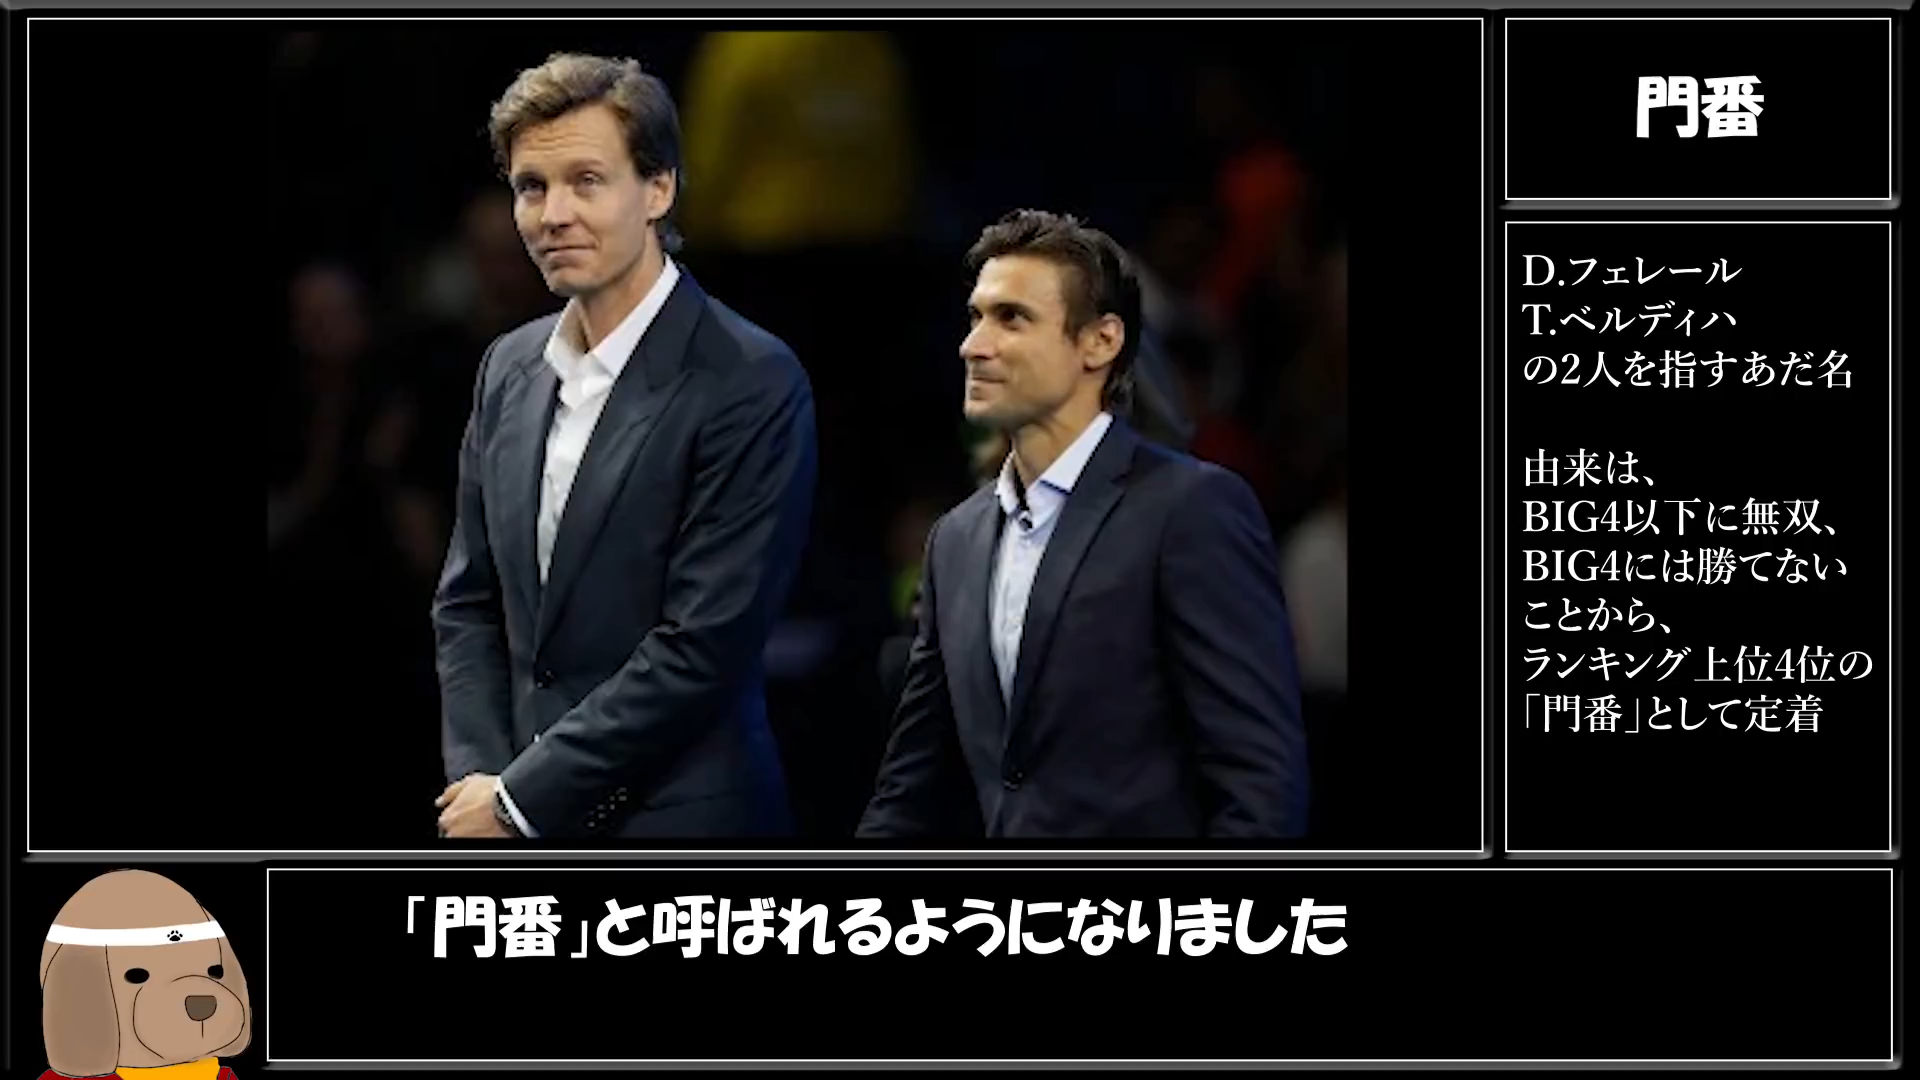 門番
D.フェレール
T.ベルディハ
の2人を指すあだ名
由来は、
BIG4以下に無双、
BIG4には勝てない
ことから、
ランキング上位4位の
「門番」として定着
「門番」と呼ばれるようになりました